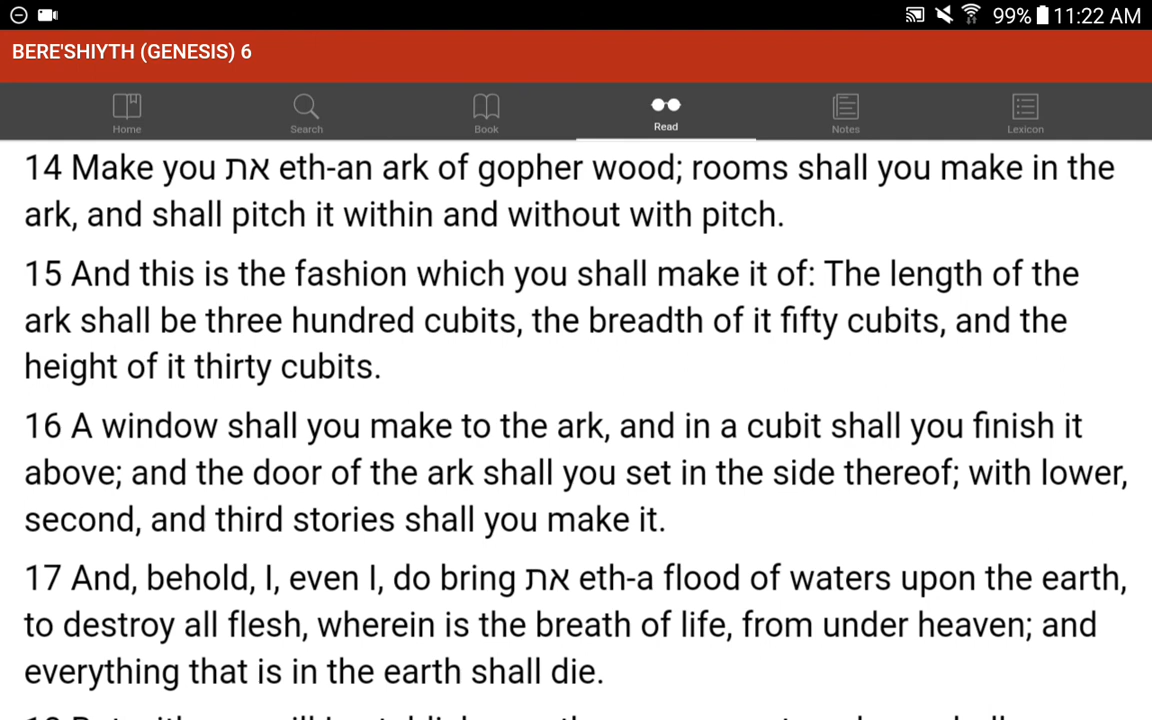 99% 11:22 AM
BERE'SHIYTH (GENESIS) 6
Home Search Book Read Notes Lexicon
14 Make you את eth-an ark of gopher wood; rooms shall you make in the
ark, and shall pitch it within and without with pitch.
15 And this is the fashion which you shall make it of: The length of the
ark shall be three hundred cubits, the breadth of it fifty cubits, and the
height of it thirty cubits.
16 A window shall you make to the ark, and in a cubit shall you finish it
above; and the door of the ark shall you set in the side thereof; with lower,
second, and third stories shall you make it.
17 And, behold, I, even I, do bring את eth-a flood of waters upon the earth,
to destroy all flesh, wherein is the breath of life, from under heaven; and
everything that is in the earth shall die.